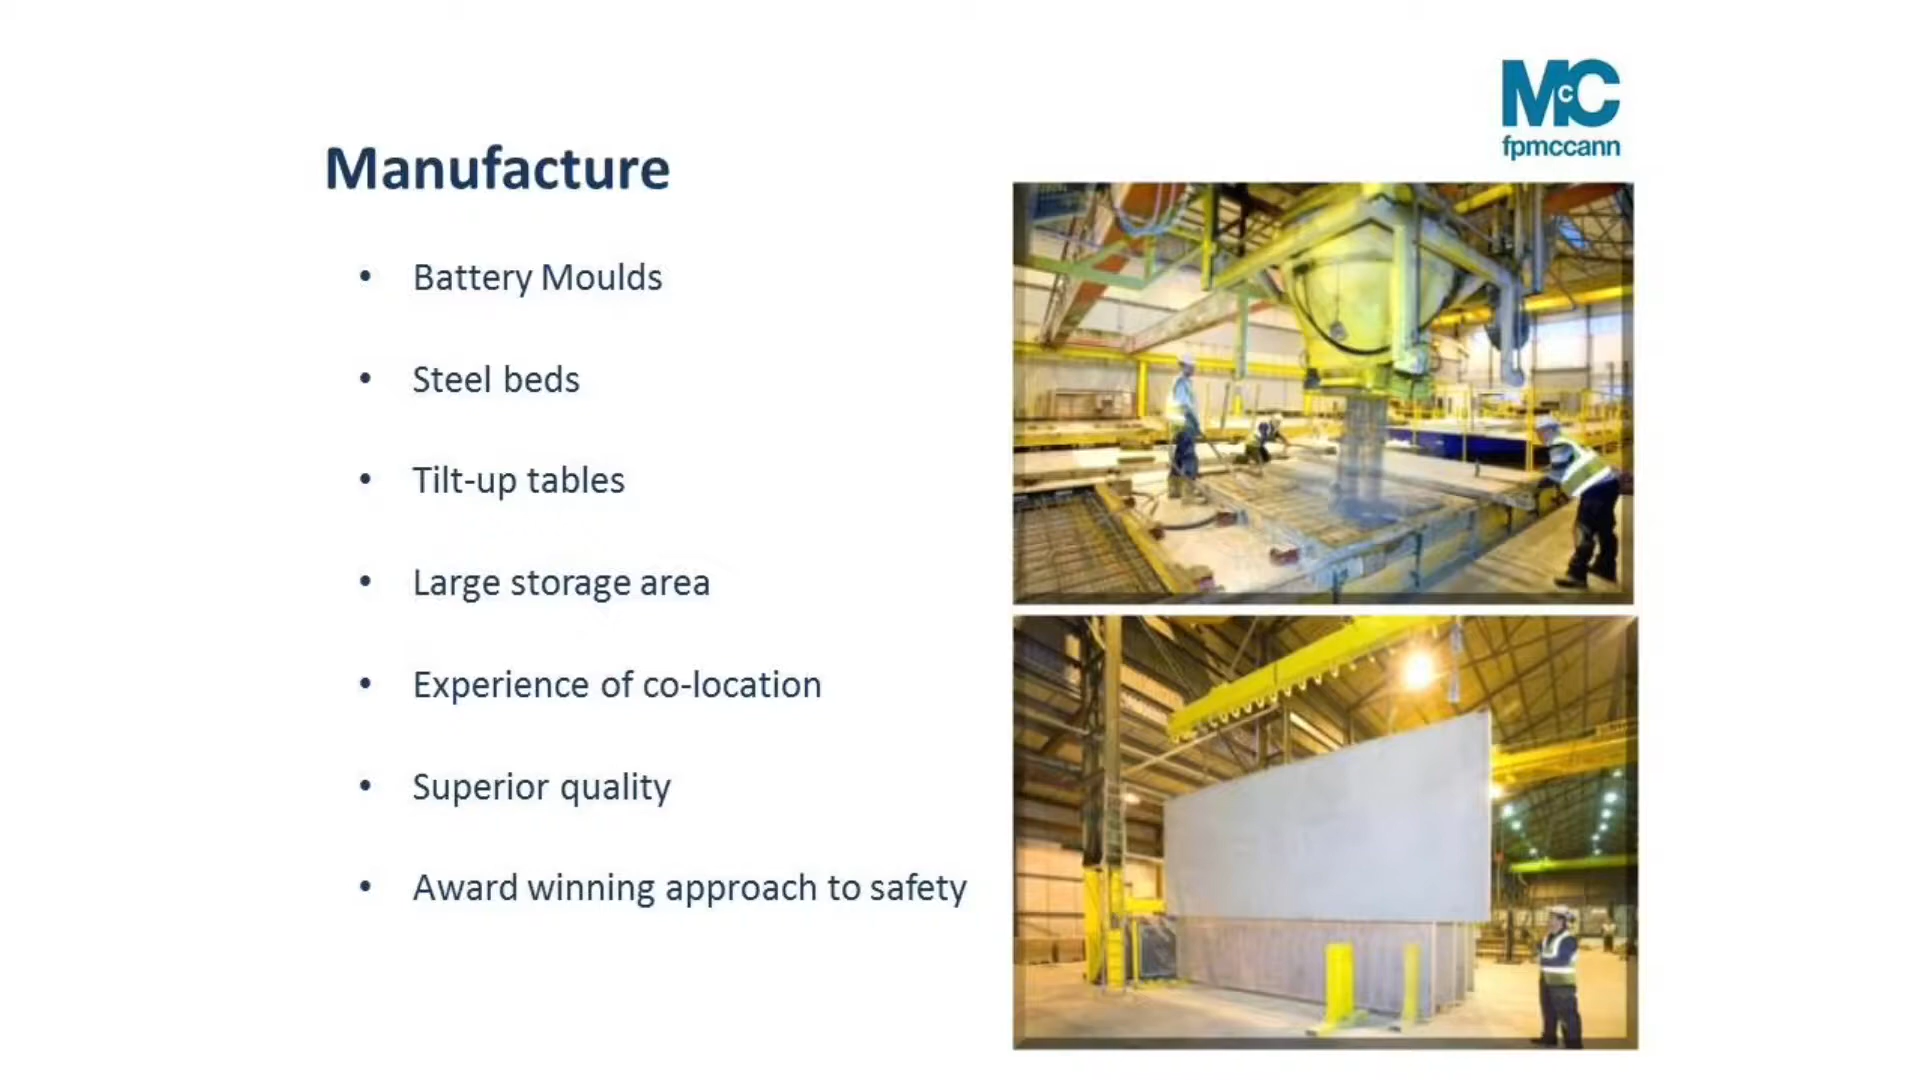 McC
fpmccann
Manufacture
• Battery Moulds
• Steel beds
• Tilt-up tables
• Large storage area
• Experience of co-location
• Superior quality
• Award winning approach to safety